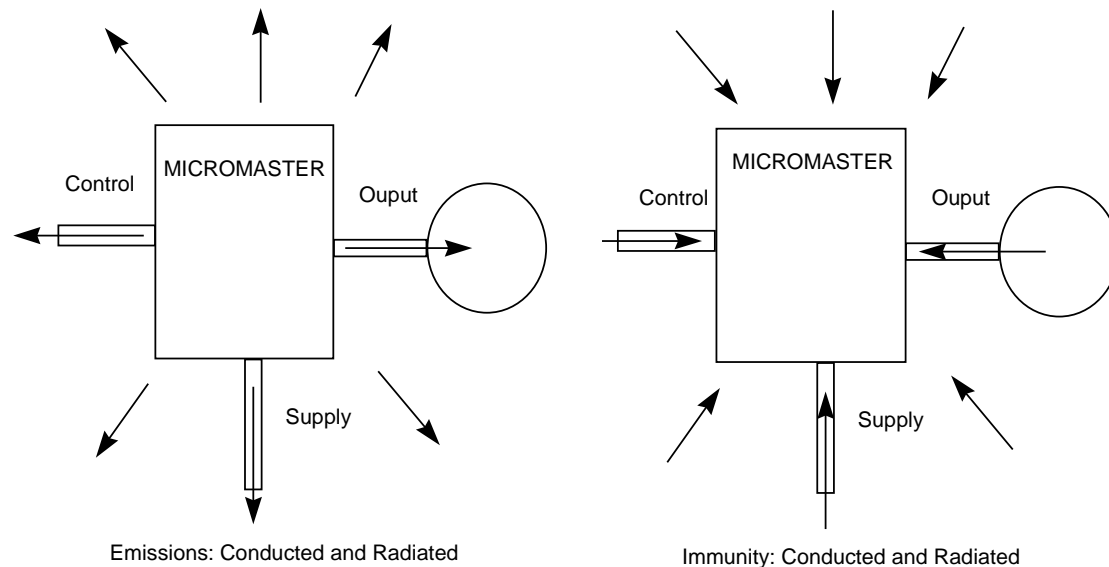 MICROMASTER
Control
Ouput
Supply
Emissions: Conducted and Radiated
MICROMASTER
Control
Ouput
Supply
Immunity: Conducted and Radiated